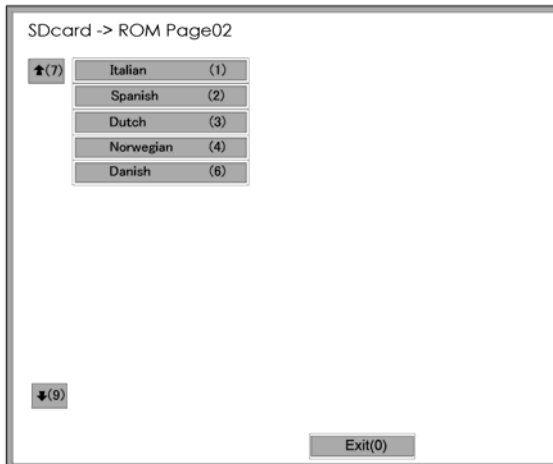 SDcard -> ROM Page02
⬆(7) Italian (1)
Spanish (2)
Dutch (3)
Norwegian (4)
Danish (6)
⬇(9)
Exit(0)